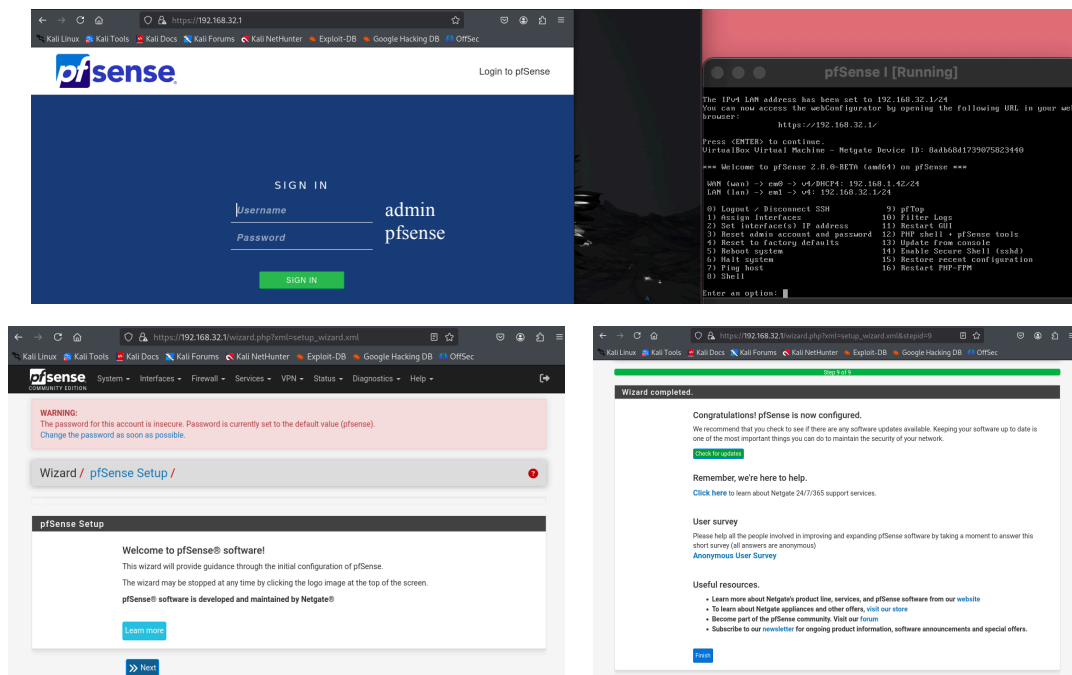 https://192.168.32.1
Kali Linux Kali Tools Kali Docs Kali Forums Kali NetHunter Exploit-DB Google Hacking DB OffSec
pfsense
Login to pfSense
SIGN IN
Username
admin
Password
pfsense
SIGN IN
pfSense I [Running]
The IPv4 LAN address has been set to 192.168.32.1/24
You can now access the webConfigurator by opening the following URL in your we
browser:
https://192.168.32.1/
Press <ENTER> to continue.
VirtualBox Virtual Machine - Netgate Device ID: 8adb68d1739075823440
*** Welcome to pfSense 2.8.0-BETA (amd64) on pfSense ***
WAN (wan) -> em0 -> v4/DHCP4: 192.168.1.42/24
LAN (lan) -> em1 -> v4: 192.168.32.1/24
0) Logout / Disconnect SSH 9) pfTop
1) Assign Interfaces 10) Filter Logs
2) Set interface(s) IP address 11) Restart GUI
3) Reset admin account and password 12) PHP shell + pfSense tools
4) Reset to factory defaults 13) Update from console
5) Reboot system 14) Enable Secure Shell (sshd)
6) Halt system 15) Restore recent configuration
7) Ping host 16) Restart PHP-FPM
8) Shell
Enter an option:
https://192.168.32.1/wizard.php?xml=setup_wizard.xml
Kali Linux Kali Tools Kali Docs Kali Forums Kali NetHunter Exploit-DB Google Hacking DB OffSec
pfsense
COMMUNITY EDITION
System Interfaces Firewall Services VPN Status Diagnostics Help
WARNING:
The password for this account is insecure. Password is currently set to the default value (pfsense).
Change the password as soon as possible.
Wizard / pfSense Setup /
pfSense Setup
Welcome to pfSense® software!
This wizard will provide guidance through the initial configuration of pfSense.
The wizard may be stopped at any time by clicking the logo image at the top of the screen.
pfSense® software is developed and maintained by Netgate®
Learn more
Next
https://192.168.32.1/wizard.php?xml=setup_wizard.xml&stepid=9
Kali Linux Kali Tools Kali Docs Kali Forums Kali NetHunter Exploit-DB Google Hacking DB OffSec
Step 9 of 9
Wizard completed.
Congratulations! pfSense is now configured.
We recommend that you check to see if there are any software updates available. Keeping your software up to date is
one of the most important things you can do to maintain the security of your network.
Check for updates
Remember, we're here to help.
Click here to learn about Netgate 24/7/365 support services.
User survey
Please help all the people involved in improving and expanding pfSense software by taking a moment to answer this
short survey (all answers are anonymous)
Anonymous User Survey
Useful resources.
• Learn more about Netgate's product line, services, and pfSense software from our website
• To learn about Netgate appliances and other offers, visit our store
• Become part of the pfSense community. Visit our forum
• Subscribe to our newsletter for ongoing product information, software announcements and special offers.
Finish